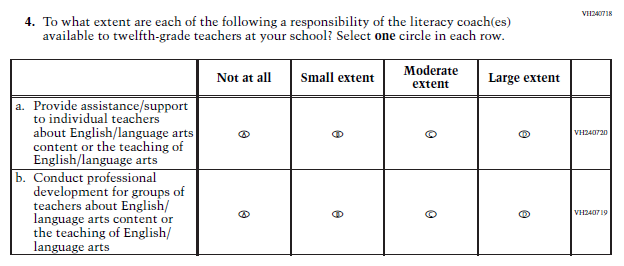 VH240718
4. To what extent are each of the following a responsibility of the literacy coach(es)
available to twelfth-grade teachers at your school? Select one circle in each row.
Not at all Small extent Moderate extent Large extent
a. Provide assistance/support
to individual teachers
about English/language arts
content or the teaching of
English/language arts
A B C D VH240720
b. Conduct professional
development for groups of
teachers about English/
language arts content or
the teaching of English/
language arts
A B C D VH240719